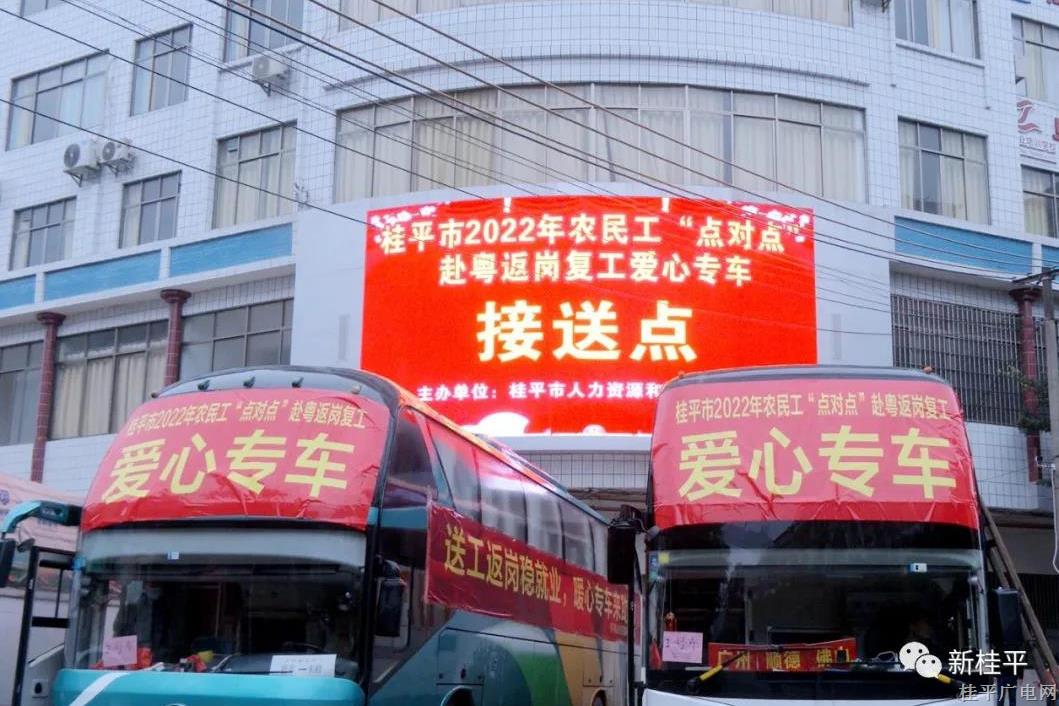 桂平市2022年农民工“点对点”
赴粤返岗复工爱心专车
接送点
主办单位：桂平市人力资源和
桂平市2022年农民工“点对点”赴粤返岗复工
爱心专车
桂平市2022年农民工“点对点”赴粤返岗复工
爱心专车
送工返岗稳就业，暖心专车
广州 顺德 佛山
新桂平
桂平广电网